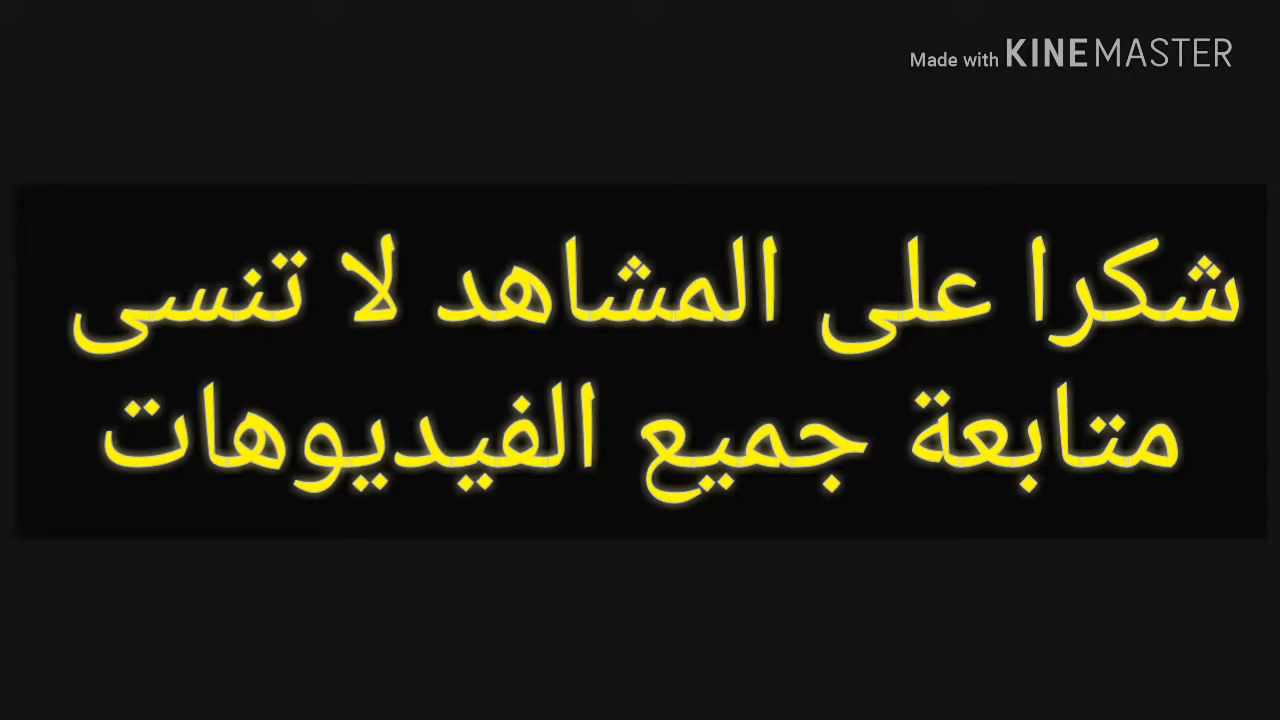 Made with KINEMASTER
شكرا على المشاهد لا تنسى
متابعة جميع الفيديوهات